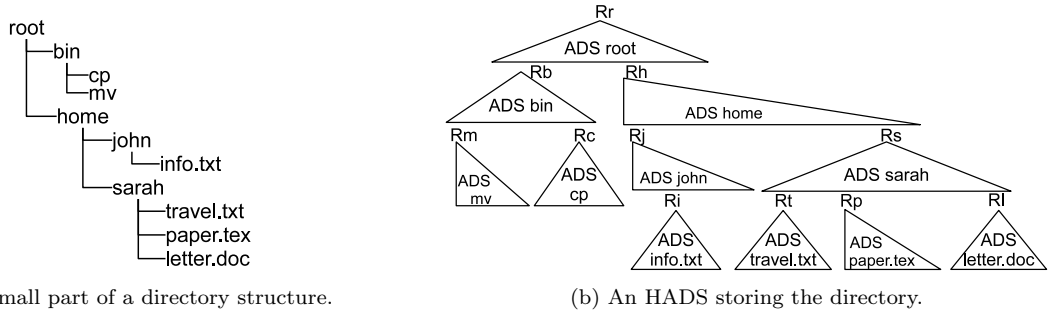 root
bin
cp
mv
home
john
info.txt
sarah
travel.txt
paper.tex
letter.doc
mall part of a directory structure.
Rr
ADS root
Rb
Rh
ADS bin
ADS home
Rm
Rc
Rj
Rs
ADS
mv
ADS
cp
ADS john
ADS sarah
Ri
Rt
Rp
Rl
ADS
info.txt
ADS
travel.txt
ADS
paper.tex
ADS
letter.doc
(b) An HADS storing the directory.